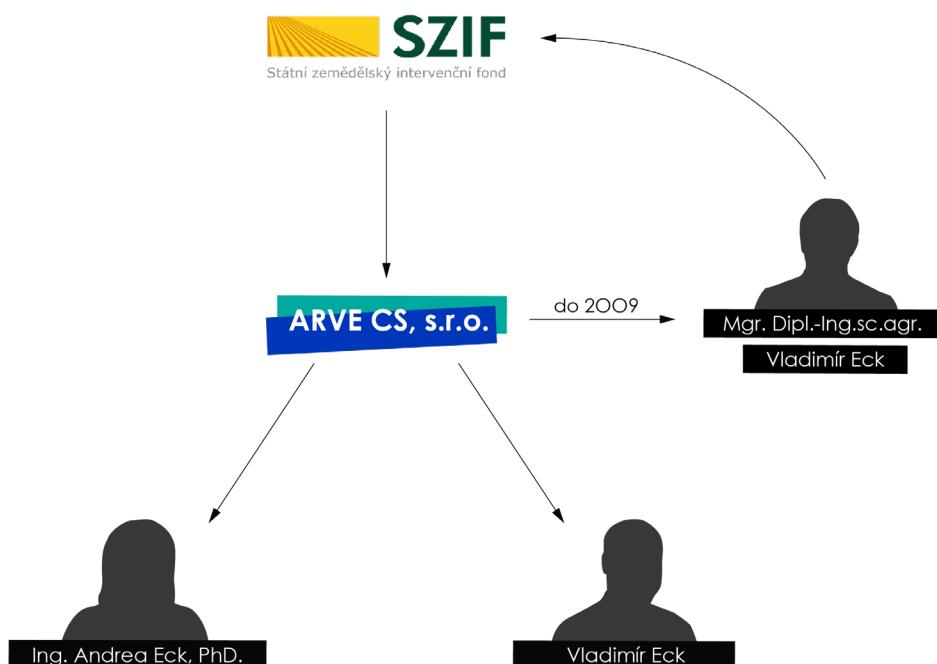 SZIF
Státní zemědělský intervenční fond
ARVE CS, s.r.o.
do 2009
Mgr. Dipl.-Ing.sc.agr.
Vladimír Eck
Ing. Andrea Eck, PhD.
Vladimír Eck